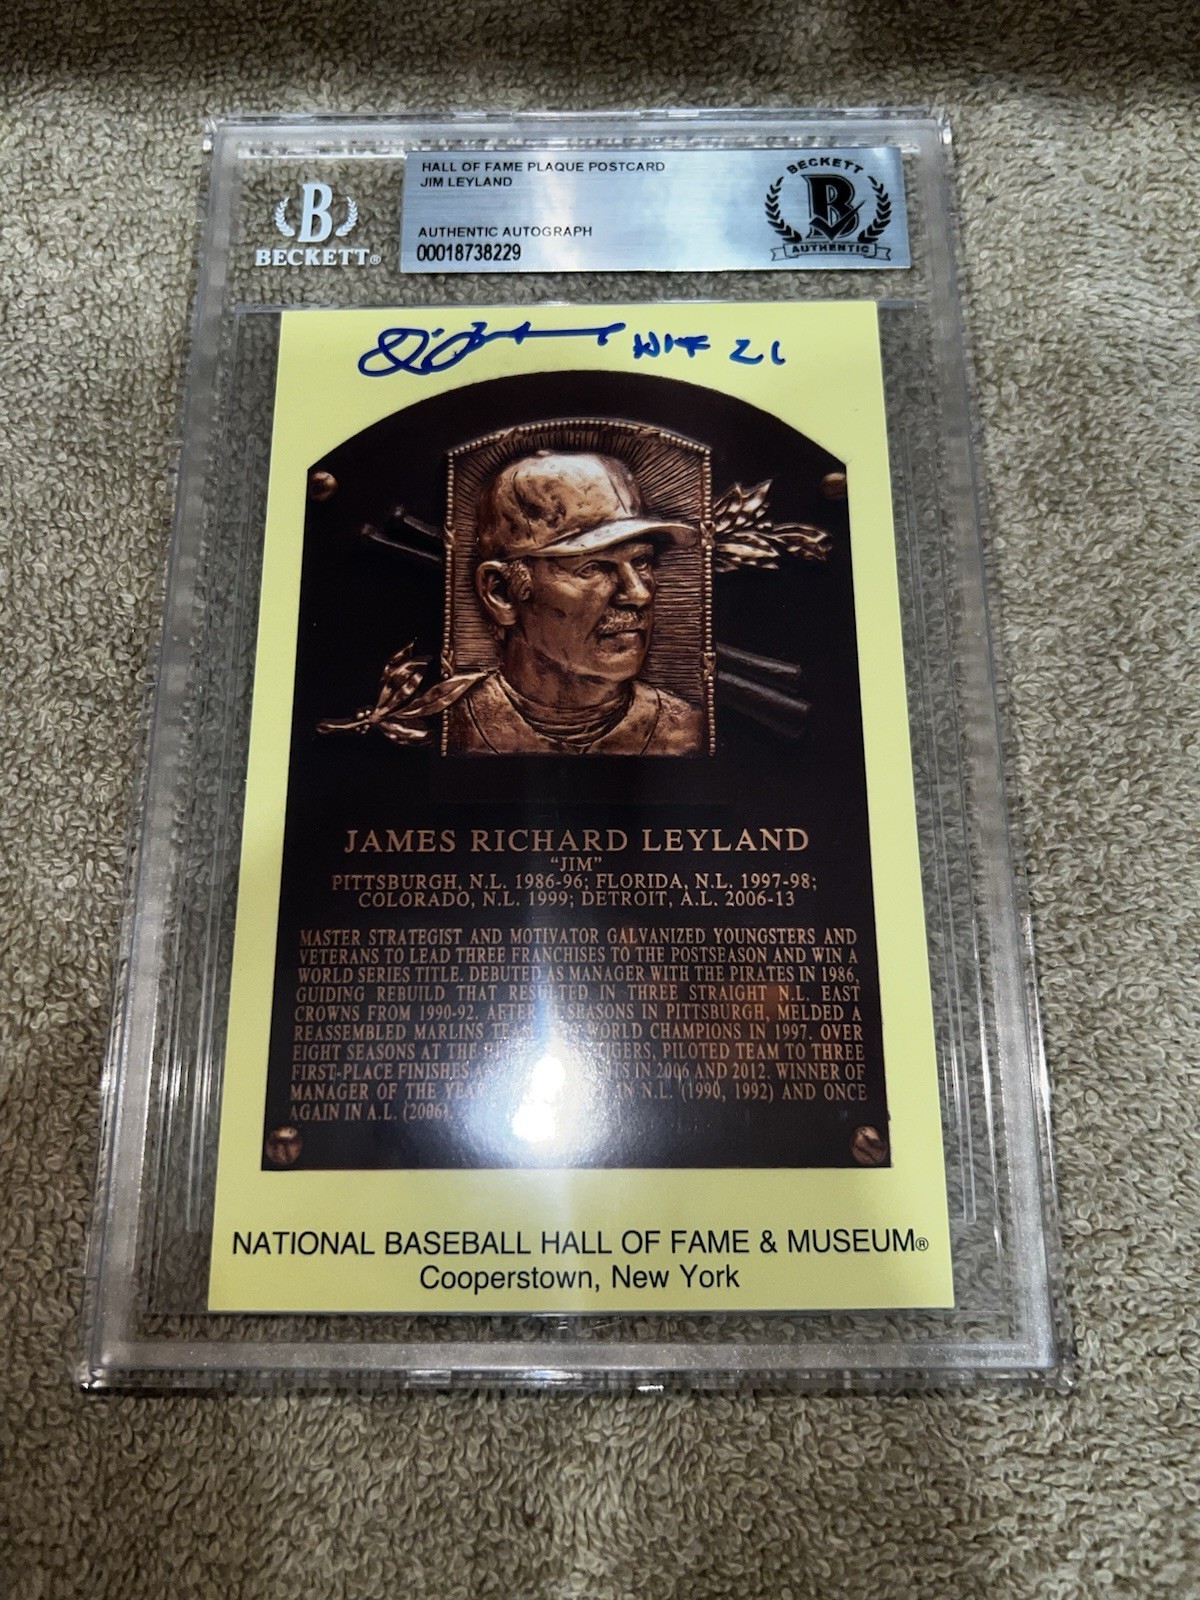 HALL OF FAME PLAQUE POSTCARD
JIM LEYLAND
AUTHENTIC AUTOGRAPH
00018738229
B
BECKETT®
BECKETT
B
AUTHENTIC
JAMES RICHARD LEYLAND
"JIM"
PITTSBURGH, N.L. 1986-96; FLORIDA, N.L. 1997-98;
COLORADO, N.L. 1999; DETROIT, A.L. 2006-13
MASTER STRATEGIST AND MOTIVATOR GALVANIZED YOUNGSTERS AND
VETERANS TO LEAD THREE FRANCHISES TO THE POSTSEASON AND WIN A
WORLD SERIES TITLE. DEBUTED AS MANAGER WITH THE PIRATES IN 1986,
GUIDING REBUILD THAT RESULTED IN THREE STRAIGHT N.L. EAST
CROWNS FROM 1990-92. AFTER SEASONS IN PITTSBURGH, MELDED A
REASSEMBLED MARLINS WORLD CHAMPIONS IN 1997. OVER
EIGHT SEASONS AT THE TIGERS, PILOTED TEAM TO THREE
FIRST-PLACE FINISHES IN 2006 AND 2012. WINNER OF
MANAGER OF THE IN N.L. (1990, 1992) AND ONCE
AGAIN IN A.L. (2006).
NATIONAL BASEBALL HALL OF FAME & MUSEUM®
Cooperstown, New York